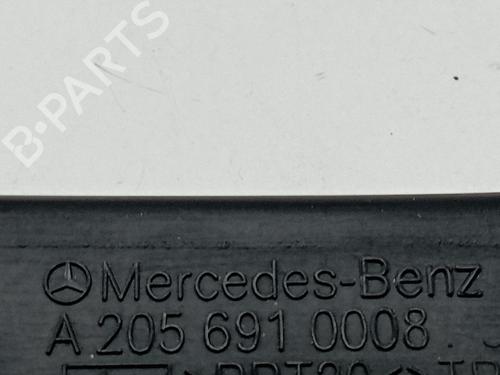 B-PARTS
Mercedes-Benz
A 205 691 0008 .